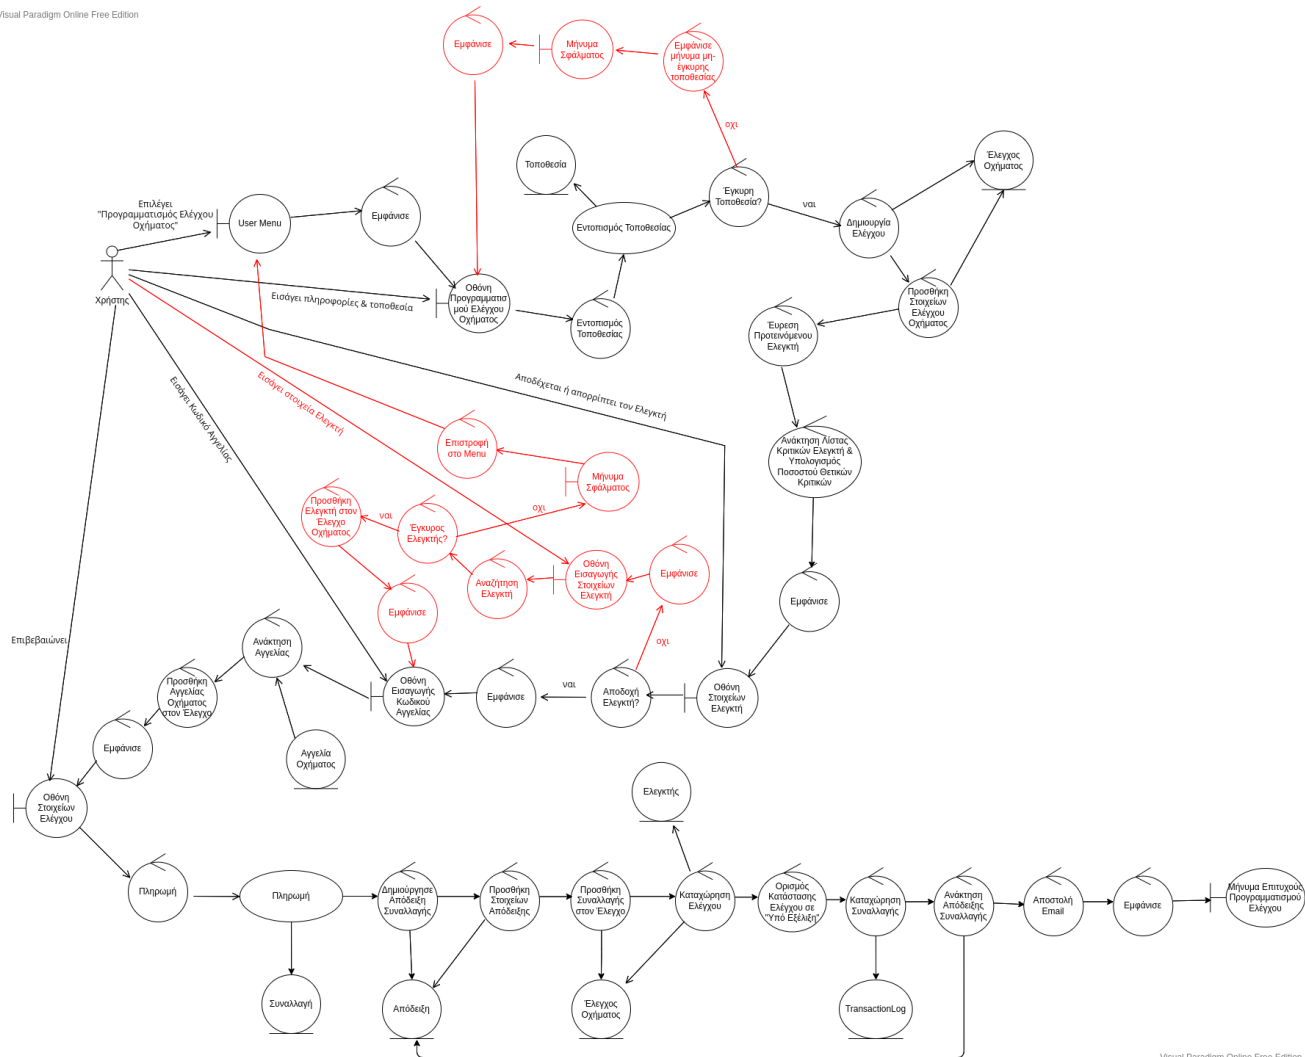 Visual Paradigm Online Free Edition
Εμφάνισε
Μήνυμα
Σφάλματος
Εμφάνισε
μήνυμα μη-
έγκυρης
τοποθεσίας
οχι
Τοποθεσία
Έγκυρη
Τοποθεσία?
Έλεγχος
Οχήματος
Επιλέγει
"Προγραμματισμός Ελέγχου
Οχήματος"
User Menu
Εμφάνισε
Εντοπισμός Τοποθεσίας
ναι
Δημιουργία
Ελέγχου
Χρήστης
Εισάγει πληροφορίες & τοποθεσία
Οθόνη
Προγραμματισ
μού Ελέγχου
Οχήματος
Εντοπισμός
Τοποθεσίας
Προσθήκη
Στοιχείων
Ελέγχου
Οχήματος
Έυρεση
Προτεινόμενου
Ελεγκτή
Εισάγει Κωδικό Αγγελίας
Εισάγει στοιχεία Ελεγκτή
Αποδέχεται ή απορρίπτει τον Ελεγκτή
Επιστροφή
στο Menu
Ανάκτηση Λίστας
Κριτικών Ελεγκτή &
Υπολογισμός
Ποσοστού Θετικών
Κριτικών
Μήνυμα
Σφάλματος
Προσθήκη
Ελεγκτή στον
Έλεγχο
Οχήματος
ναι
Έγκυρος
Ελεγκτής?
οχι
Αναζήτηση
Ελεγκτή
Οθόνη
Εισαγωγής
Στοιχείων
Ελεγκτή
Εμφάνισε
Εμφάνισε
Εμφάνισε
Επιβεβαιώνει
Ανάκτηση
Αγγελίας
οχι
Προσθήκη
Αγγελίας
Οχήματος
στον Έλεγχο
Οθόνη
Εισαγωγής
Κωδικού
Αγγελίας
Εμφάνισε
ναι
Αποδοχή
Ελεγκτή?
Οθόνη
Στοιχείων
Ελεγκτή
Εμφάνισε
Αγγελία
Οχήματος
Οθόνη
Στοιχείων
Ελέγχου
Ελεγκτής
Πληρωμή
Πληρωμή
Δημιούργησε
Απόδειξη
Συναλλαγής
Προσθήκη
Στοιχείων
Απόδειξης
Προσθήκη
Συναλλαγής
στον Έλεγχο
Καταχώρηση
Ελέγχου
Ορισμός
Κατάστασης
Ελέγχου σε
"Υπό Εξέλιξη"
Καταχώρηση
Συναλλαγής
Ανάκτηση
Απόδειξης
Συναλλαγής
Αποστολή
Email
Εμφάνισε
Μήνυμα Επιτυχούς
Προγραμματισμού
Ελέγχου
Συναλλαγή
Απόδειξη
Έλεγχος
Οχήματος
TransactionLog
Visual Paradigm Online Free Edition